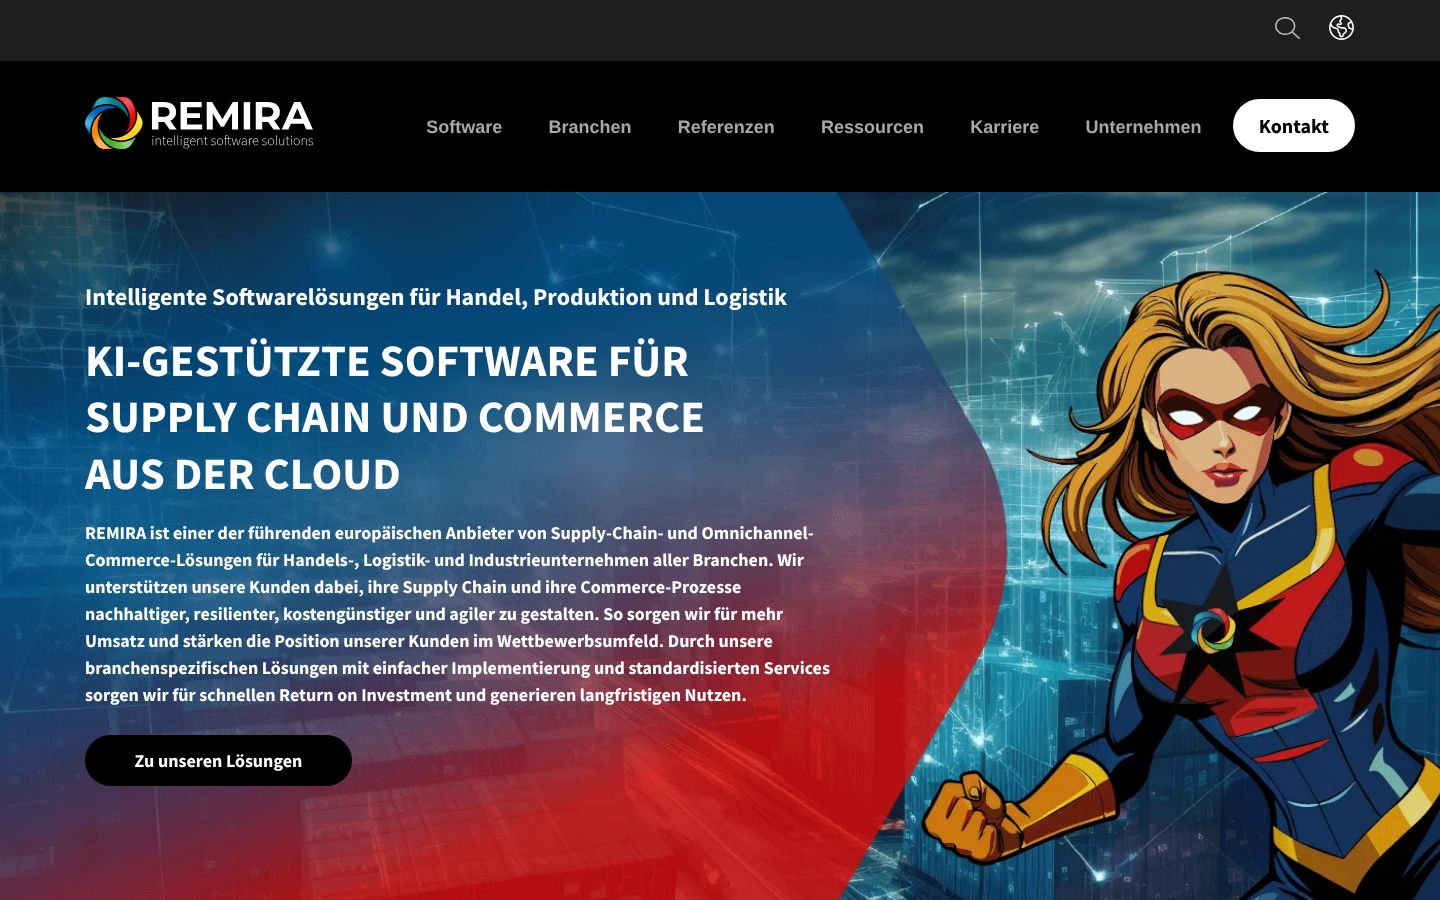 REMIRA
intelligent software solutions
Software Branchen Referenzen Ressourcen Karriere Unternehmen Kontakt
Intelligente Softwarelösungen für Handel, Produktion und Logistik
KI-GESTÜTZTE SOFTWARE FÜR
SUPPLY CHAIN UND COMMERCE
AUS DER CLOUD
REMIRA ist einer der führenden europäischen Anbieter von Supply-Chain- und Omnichannel-
Commerce-Lösungen für Handels-, Logistik- und Industrieunternehmen aller Branchen. Wir
unterstützen unsere Kunden dabei, ihre Supply Chain und ihre Commerce-Prozesse
nachhaltiger, resilienter, kostengünstiger und agiler zu gestalten. So sorgen wir für mehr
Umsatz und stärken die Position unserer Kunden im Wettbewerbsumfeld. Durch unsere
branchenspezifischen Lösungen mit einfacher Implementierung und standardisierten Services
sorgen wir für schnellen Return on Investment und generieren langfristigen Nutzen.
Zu unseren Lösungen